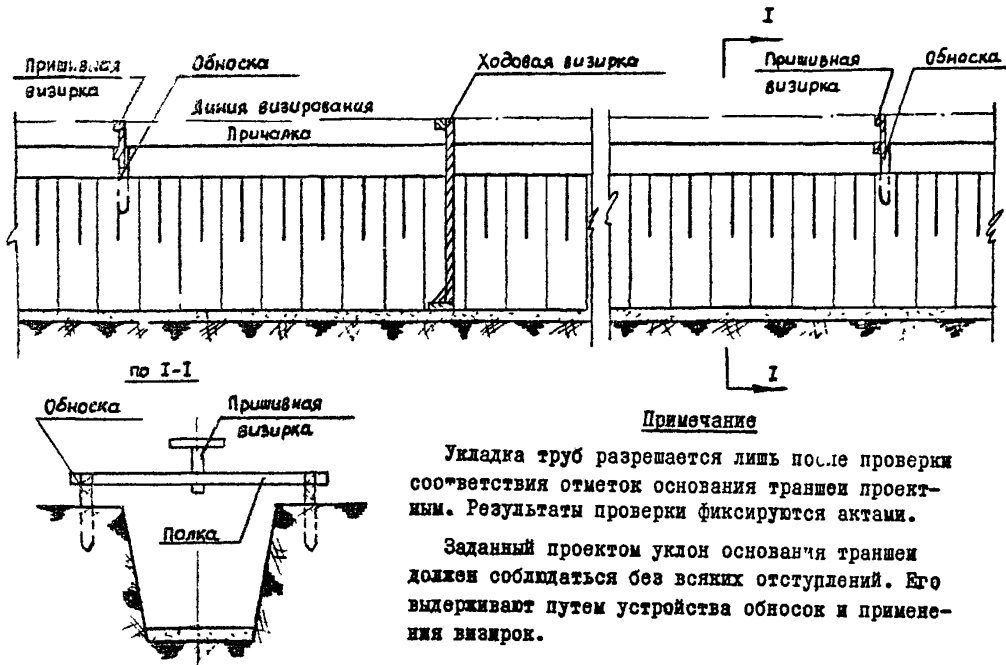 I
Пришивная
визирка
Обноска
Ходовая визирка
Пришивная
визирка
Обноска
Линия визирования
Причалка
I
по I-I
Обноска
Пришивная
визирка
Полка
Примечание
Укладка труб разрешается лишь после проверки
соответствия отметок основания траншеи проект-
ным. Результаты проверки фиксируются актами.
Заданный проектом уклон основания траншеи
должен соблюдаться без всяких отступлений. Его
выдерживают путем устройства обносок и примене-
ния визирок.